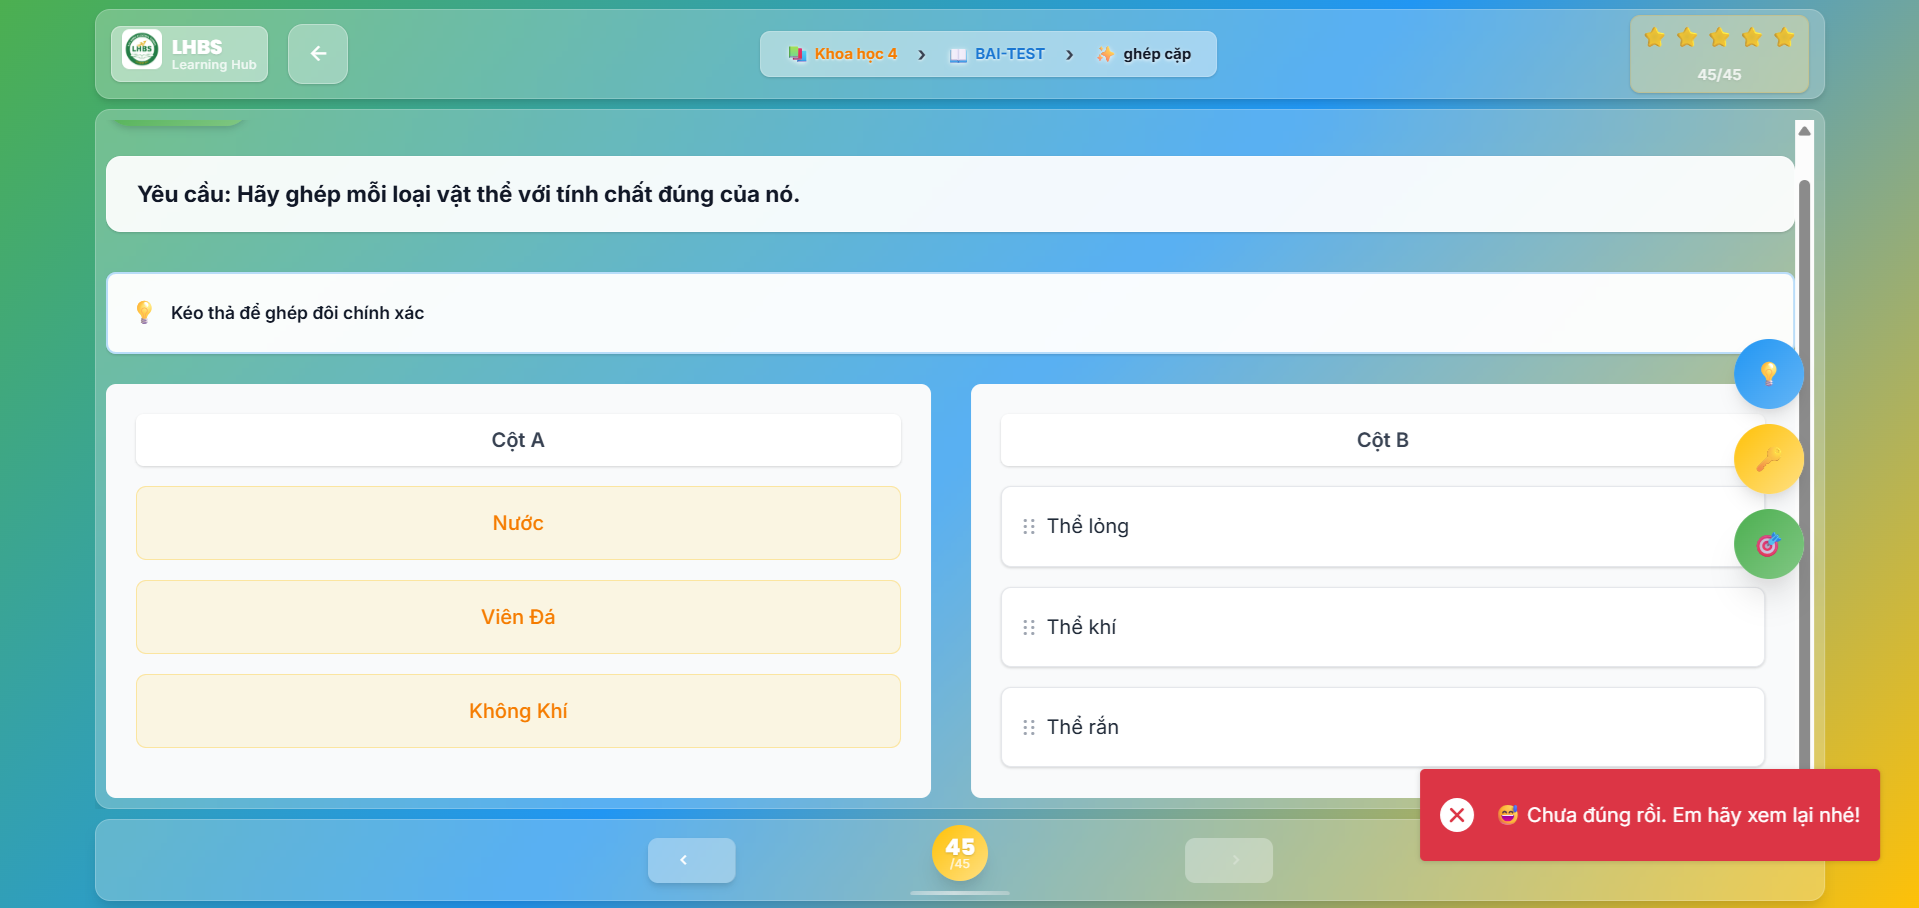 LHBS
LHBS
Learning Hub
Khoa học 4
BAI-TEST
ghép cặp
45/45
Yêu cầu: Hãy ghép mỗi loại vật thể với tính chất đúng của nó.
Kéo thả để ghép đôi chính xác
Cột A
Nước
Viên Đá
Không Khí
Cột B
Thể lỏng
Thể khí
Thể rắn
Chưa đúng rồi. Em hãy xem lại nhé!
45
/45